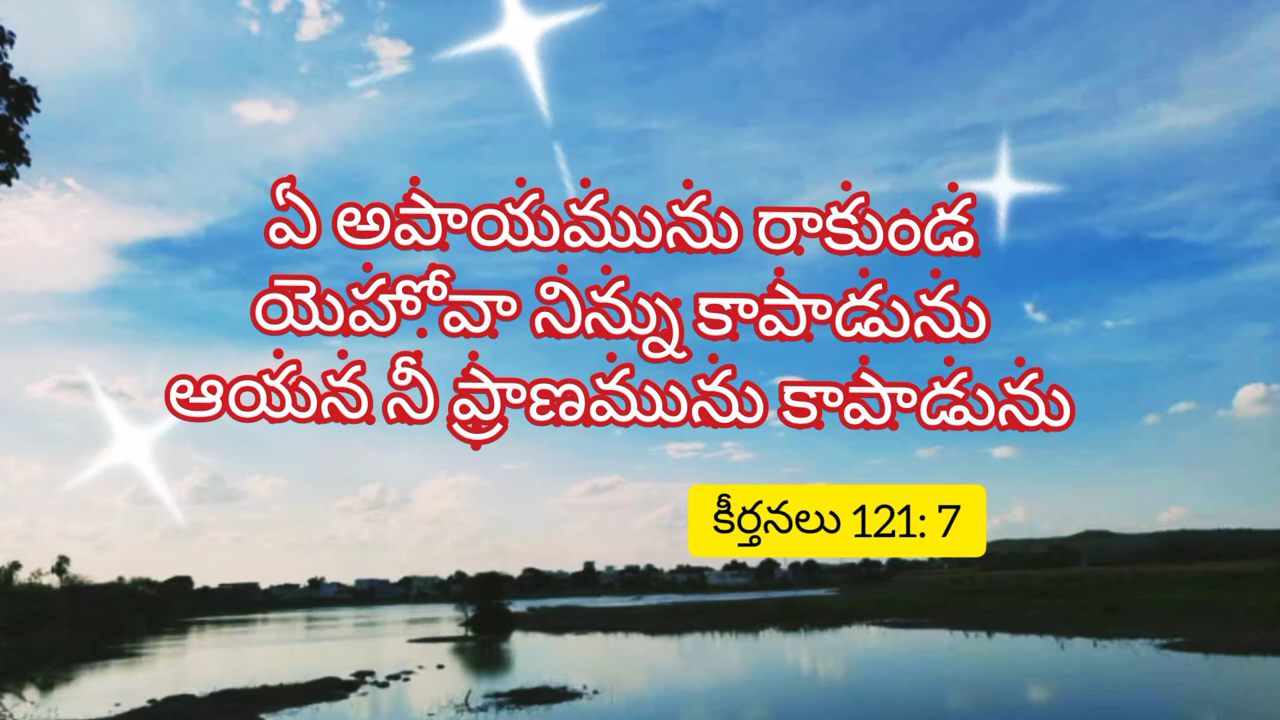 ఏ అపాయమును రాకుండ
యెహోవా నిన్ను కాపాడును
ఆయన నీ ప్రాణమును కాపాడును
కీర్తనలు 121: 7